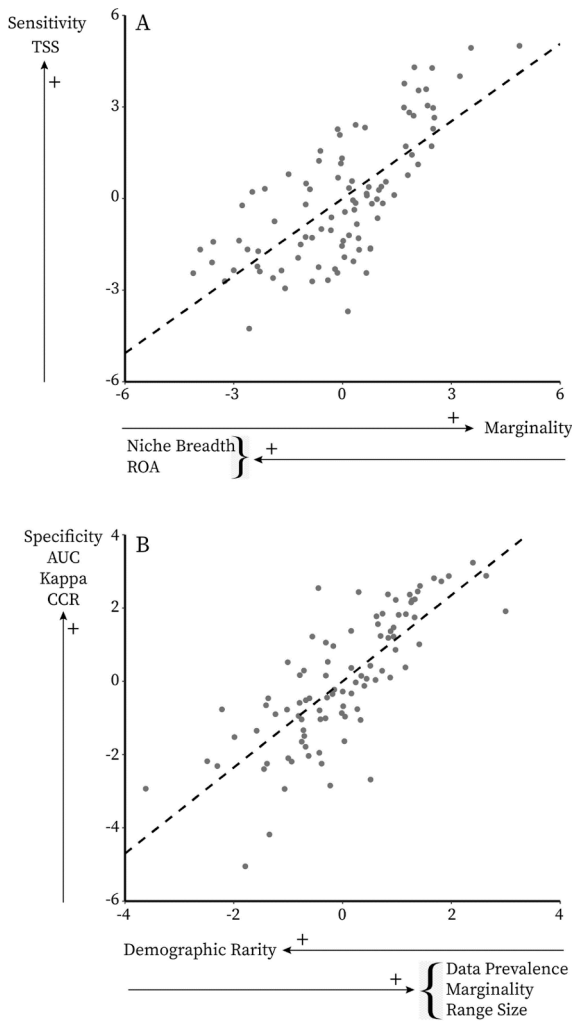 Sensitivity
TSS
+
A
6
3
0
-3
-6
-6 -3 0 3 6
+
Marginality
Niche Breadth
ROA
}
+
Specificity
AUC
Kappa
CCR
+
B
4
2
0
-2
-4
-6
-4 -2 0 2 4
+
Demographic Rarity
+
{
Data Prevalence
Marginality
Range Size